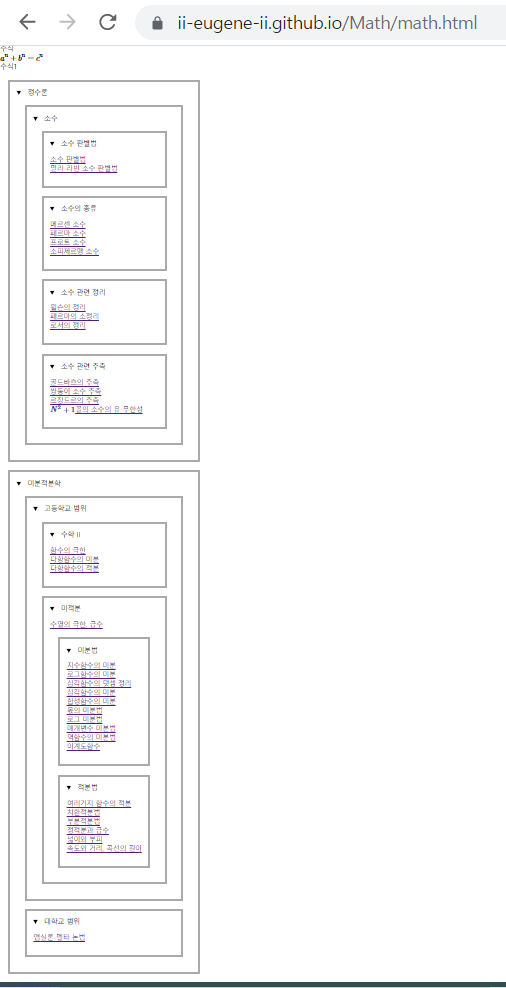 ii-eugene-ii.github.io/Math/math.html
수식
aⁿ + bⁿ = cⁿ
수식1
정수론
소수
소수 판별법
소수 판별법
밀러-라빈 소수 판별법
소수의 종류
메르센 소수
페르마 소수
프로트 소수
소피제르맹 소수
소수 관련 정리
윌슨의 정리
페르마의 소정리
로서의 정리
소수 관련 추측
골드바흐의 추측
쌍둥이 소수 추측
르장드르의 추측
N² + 1꼴의 소수의 유·무한성
미분적분학
고등학교 범위
수학 II
함수의 극한
다항함수의 미분
다항함수의 적분
미적분
수열의 극한, 급수
미분법
지수함수의 미분
로그함수의 미분
삼각함수의 덧셈 정리
삼각함수의 미분
합성함수의 미분
몫의 미분법
로그 미분법
매개변수 미분법
역함수의 미분법
이계도함수
적분법
여러가지 함수의 적분
치환적분법
부분적분법
정적분과 급수
넓이와 부피
속도와 거리, 곡선의 길이
대학교 범위
엡실론-델타 논법